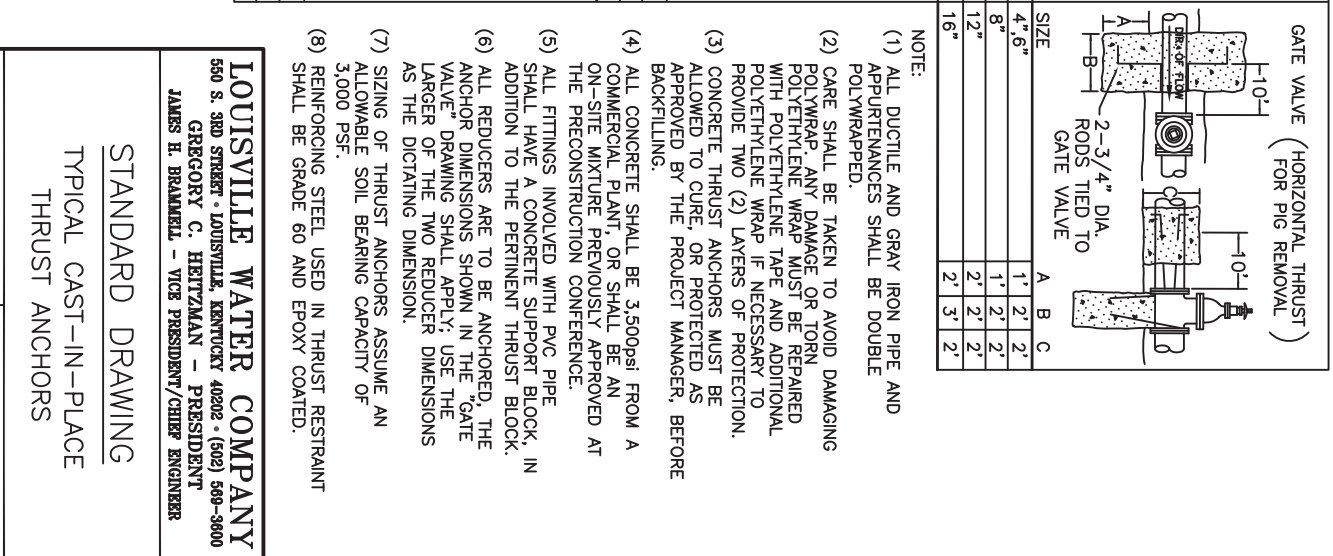 GATE VALVE (HORIZONTAL THRUST
FOR PIG REMOVAL)
10'
10'
DIR. OF FLOW
A
B
C
2-3/4" DIA.
RODS TIED TO
GATE VALVE
SIZE A B C
4",6" 1' 2' 2'
8" 1' 2' 2'
12" 2' 2' 2'
16" 2' 3' 2'
NOTE:
(1) ALL DUCTILE AND GRAY IRON PIPE AND
APPURTENANCES SHALL BE DOUBLE
POLYWRAPPED.
(2) CARE SHALL BE TAKEN TO AVOID DAMAGING
POLYWRAP. ANY DAMAGE OR TORN
POLYETHYLENE WRAP MUST BE REPAIRED
WITH POLYETHYLENE TAPE AND ADDITIONAL
POLYETHYLENE WRAP IF NECESSARY TO
PROVIDE TWO (2) LAYERS OF PROTECTION.
(3) CONCRETE THRUST ANCHORS MUST BE
ALLOWED TO CURE, OR PROTECTED AS
APPROVED BY THE PROJECT MANAGER, BEFORE
BACKFILLING.
(4) ALL CONCRETE SHALL BE 3,500psi FROM A
COMMERCIAL PLANT, OR SHALL BE AN
ON-SITE MIXTURE PREVIOUSLY APPROVED AT
THE PRECONSTRUCTION CONFERENCE.
(5) ALL FITTINGS INVOLVED WITH PVC PIPE
SHALL HAVE A CONCRETE SUPPORT BLOCK, IN
ADDITION TO THE PERTINENT THRUST BLOCK.
(6) ALL REDUCERS ARE TO BE ANCHORED, THE
ANCHOR DIMENSIONS SHOWN IN THE "GATE
VALVE" DRAWING SHALL APPLY; USE THE
LARGER OF THE TWO REDUCER DIMENSIONS
AS THE DICTATING DIMENSION.
(7) SIZING OF THRUST ANCHORS ASSUME AN
ALLOWABLE SOIL BEARING CAPACITY OF
3,000 PSF.
(8) REINFORCING STEEL USED IN THRUST RESTRAINT
SHALL BE GRADE 60 AND EPOXY COATED.
LOUISVILLE WATER COMPANY
550 S. 3RD STREET • LOUISVILLE, KENTUCKY 40202 • (502) 569-3600
GREGORY C. HEITZMAN - PRESIDENT
JAMES H. BRAMMELL - VICE PRESIDENT/CHIEF ENGINEER
STANDARD DRAWING
TYPICAL CAST-IN-PLACE
THRUST ANCHORS